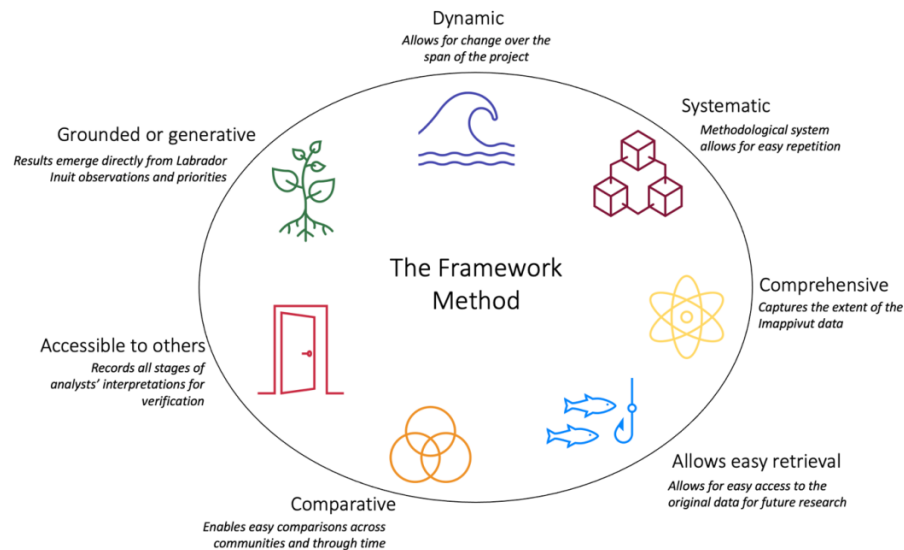 Dynamic
Allows for change over the
span of the project
Systematic
Methodological system
allows for easy repetition
Grounded or generative
Results emerge directly from Labrador
Inuit observations and priorities
The Framework
Method
Comprehensive
Captures the extent of the
Imappivut data
Accessible to others
Records all stages of
analysts’ interpretations for
verification
Allows easy retrieval
Allows for easy access to the
original data for future research
Comparative
Enables easy comparisons across
communities and through time